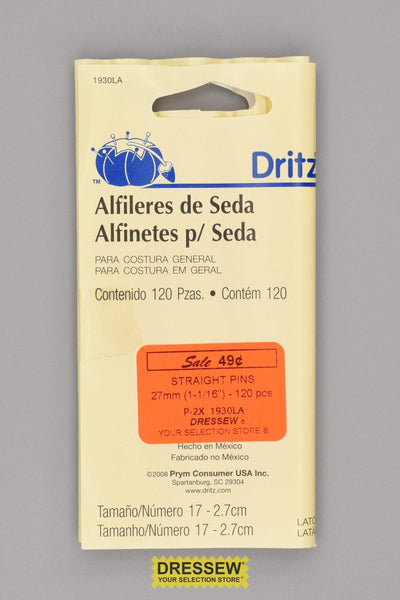 1930LA
Dritz
TM
Alfileres de Seda
Alfinetes p/ Seda
PARA COSTURA GENERAL
PARA COSTURA EM GERAL
Contenido 120 Pzas. • Contém 120
Sale 49¢
STRAIGHT PINS
27mm (1-1/16") - 120 pcs
P-2X 1930LA
DRESSEW
YOUR SELECTION STORE &
Hecho en México
Fabricado no México
©2008 Prym Consumer USA Inc.
Spartanburg, SC 29304
www.dritz.com
Tamaño/Número 17 - 2.7cm
Tamanho/Número 17 - 2.7cm
LATÓ
LATÃ
DRESSEW
YOUR SELECTION STORE